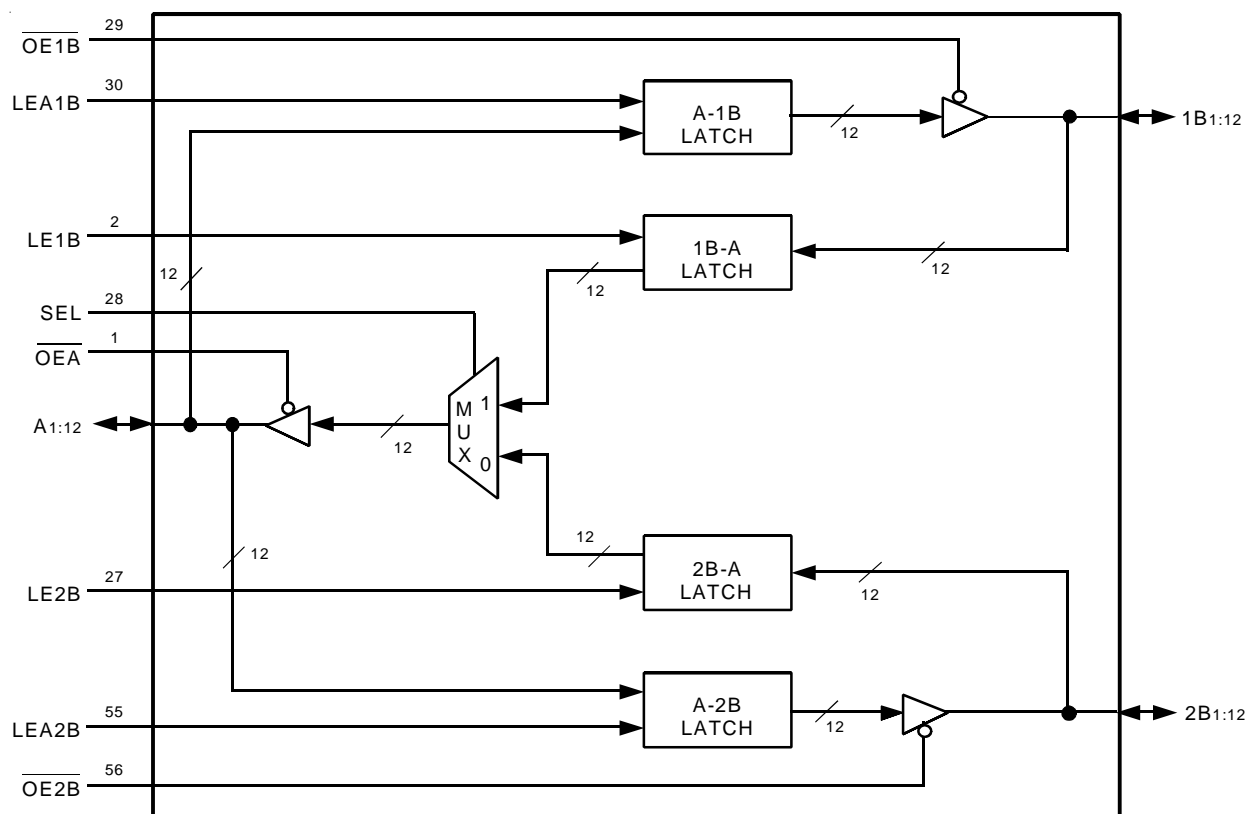 OE1B 29
LEA1B 30
A-1B
LATCH
12
1B1:12
LE1B 2
1B-A
LATCH
12
12
12
SEL 28
OEA 1
A1:12
12
M
U
X
1
0
12
12
LE2B 27
2B-A
LATCH
12
LEA2B 55
A-2B
LATCH
12
2B1:12
OE2B 56